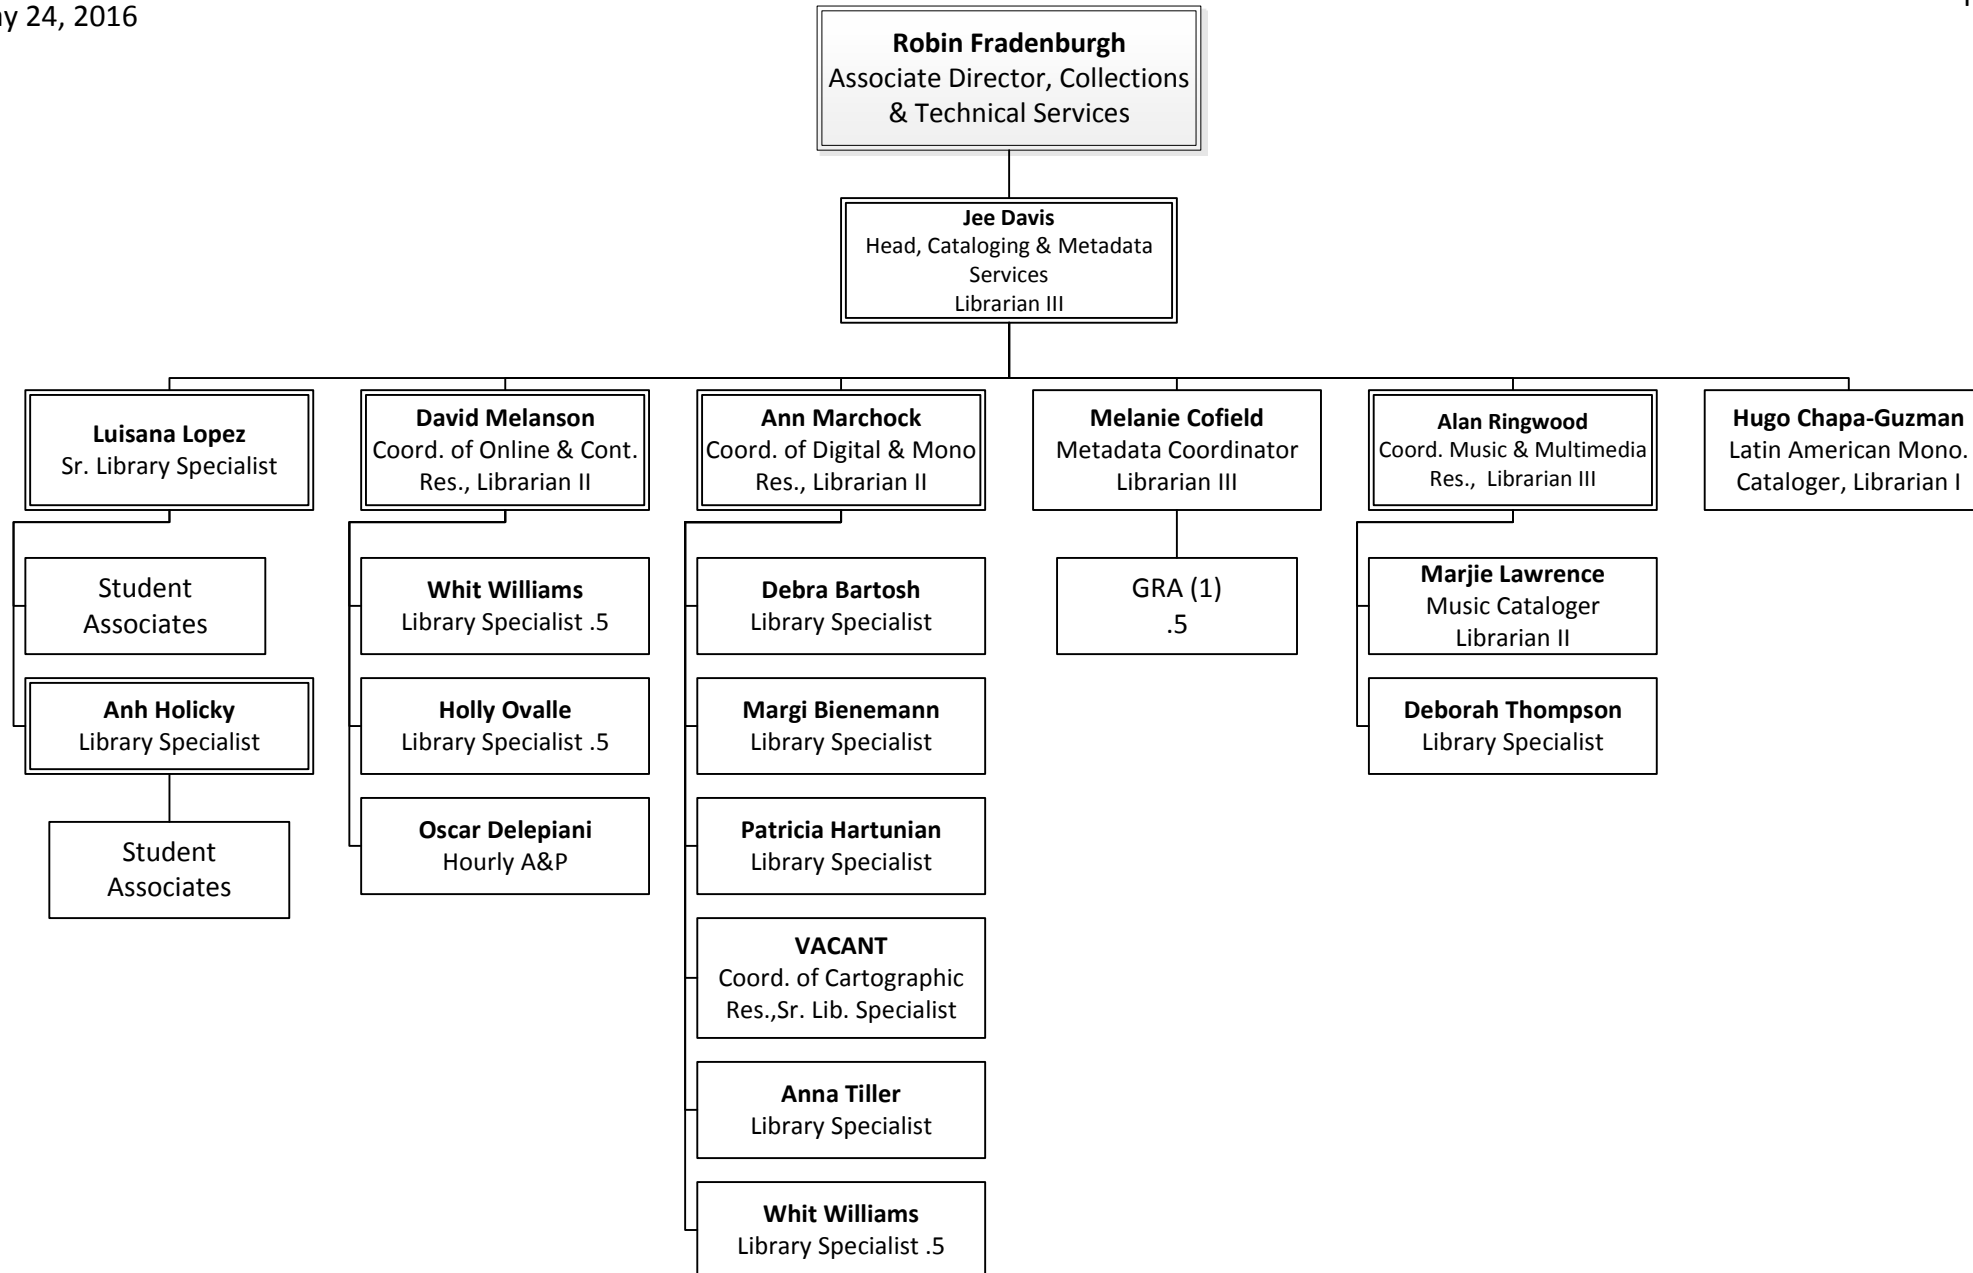 24, 2016
Robin Fradenburgh
Associate Director, Collections
& Technical Services
Jee Davis
Head, Cataloging & Metadata
Services
Librarian III
Luisana Lopez
Sr. Library Specialist
David Melanson
Coord. of Online & Cont.
Res., Librarian II
Ann Marchock
Coord. of Digital & Mono
Res., Librarian II
Melanie Cofield
Metadata Coordinator
Librarian III
Alan Ringwood
Coord. Music & Multimedia
Res., Librarian III
Hugo Chapa-Guzman
Latin American Mono.
Cataloger, Librarian I
Student
Associates
Anh Holicky
Library Specialist
Student
Associates
Whit Williams
Library Specialist .5
Holly Ovalle
Library Specialist .5
Oscar Delepiani
Hourly A&P
Debra Bartosh
Library Specialist
Margi Bienemann
Library Specialist
Patricia Hartunian
Library Specialist
VACANT
Coord. of Cartographic
Res.,Sr. Lib. Specialist
Anna Tiller
Library Specialist
Whit Williams
Library Specialist .5
GRA (1)
.5
Marjie Lawrence
Music Cataloger
Librarian II
Deborah Thompson
Library Specialist